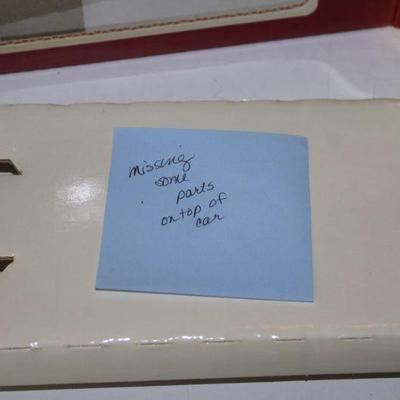 missing
some
parts
on top of
car